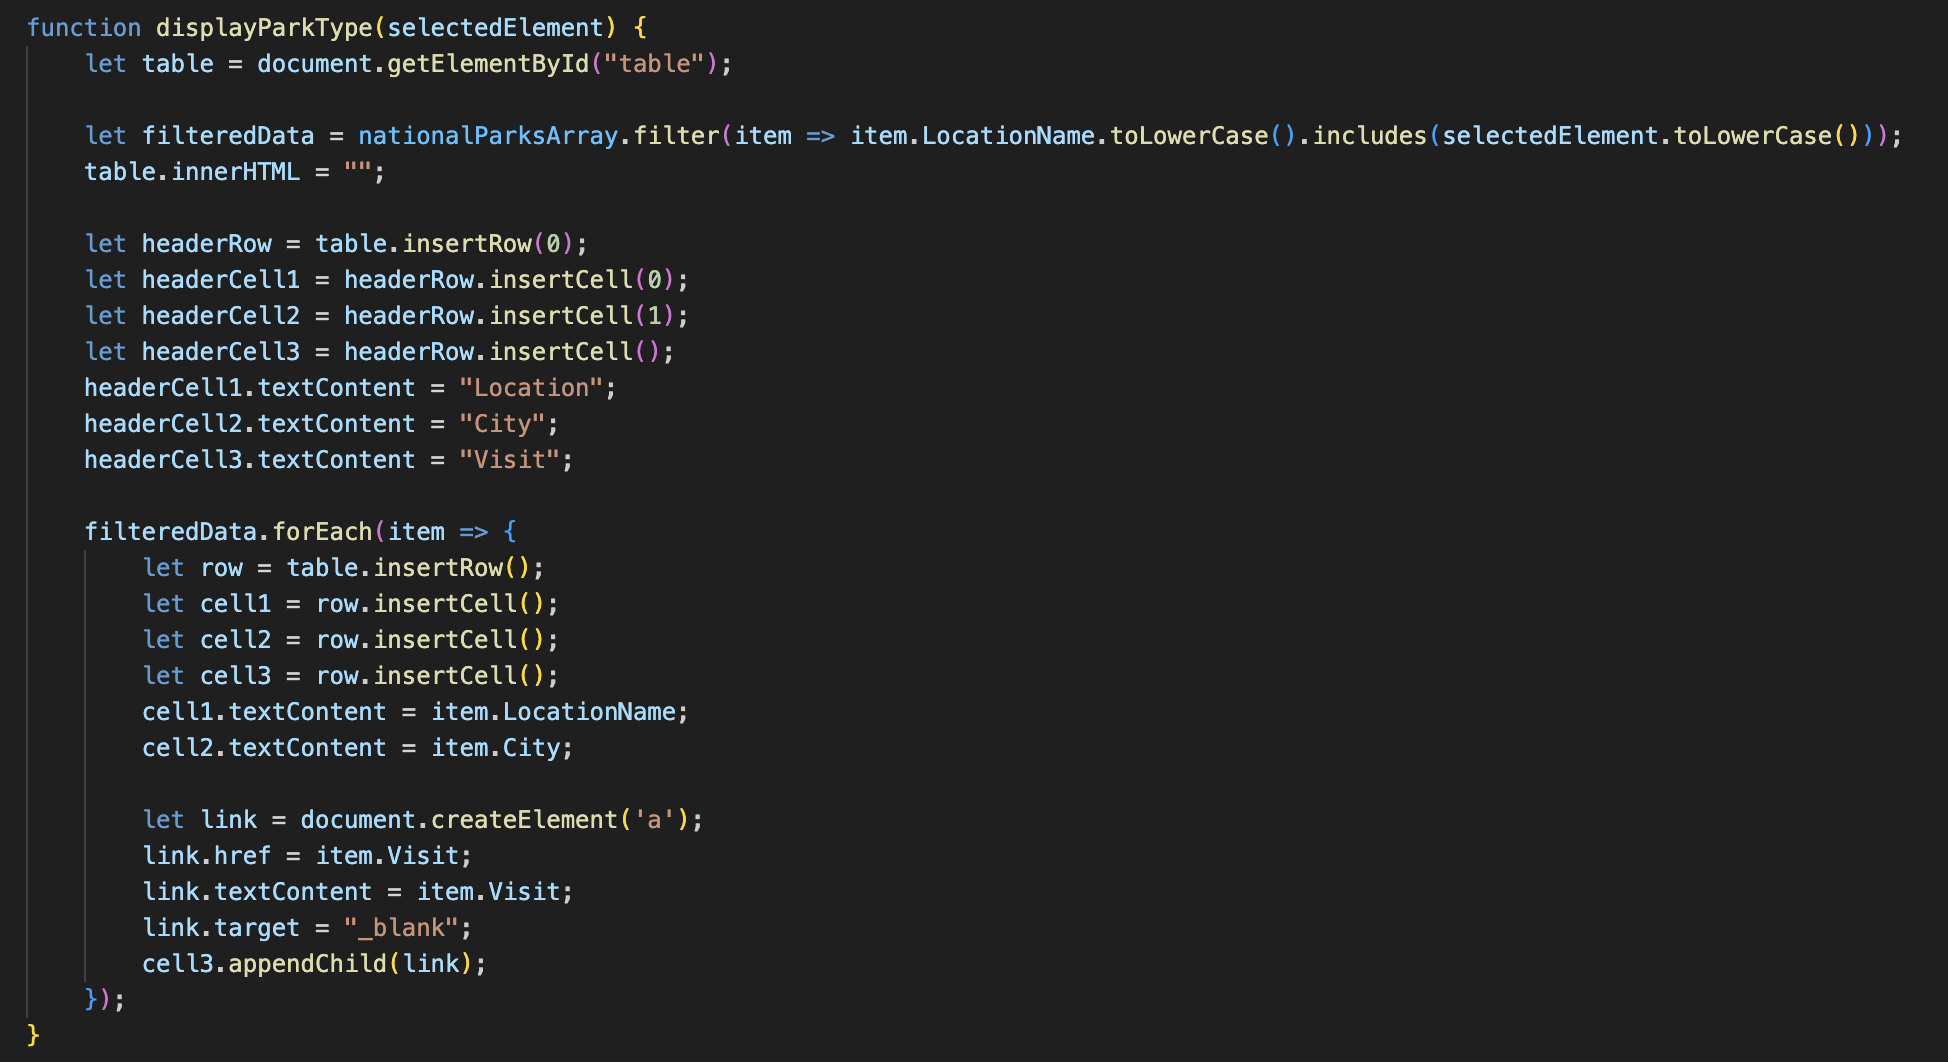 function displayParkType(selectedElement) {
    let table = document.getElementById("table");

    let filteredData = nationalParksArray.filter(item => item.LocationName.toLowerCase().includes(selectedElement.toLowerCase()));
    table.innerHTML = "";

    let headerRow = table.insertRow(0);
    let headerCell1 = headerRow.insertCell(0);
    let headerCell2 = headerRow.insertCell(1);
    let headerCell3 = headerRow.insertCell();
    headerCell1.textContent = "Location";
    headerCell2.textContent = "City";
    headerCell3.textContent = "Visit";

    filteredData.forEach(item => {
        let row = table.insertRow();
        let cell1 = row.insertCell();
        let cell2 = row.insertCell();
        let cell3 = row.insertCell();
        cell1.textContent = item.LocationName;
        cell2.textContent = item.City;

        let link = document.createElement('a');
        link.href = item.Visit;
        link.textContent = item.Visit;
        link.target = "_blank";
        cell3.appendChild(link);
    });
}